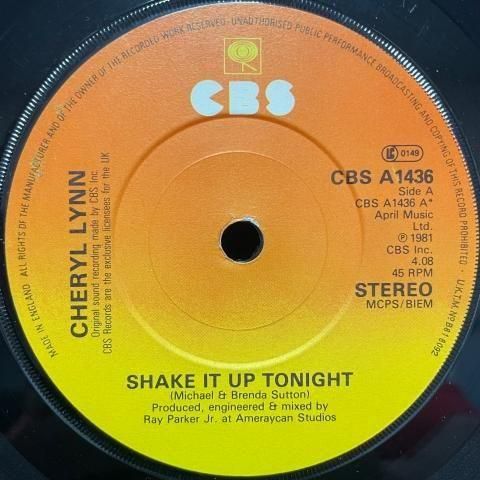 ALL RIGHTS OF THE MANUFACTURER AND OF THE OWNER OF THE RECORDED WORK RESERVED - UNAUTHORISED PUBLIC PERFORMANCE BROADCASTING AND COPYING OF THIS RECORD PROHIBITED - U.K.T.M. Nº B818092
MADE IN ENGLAND
CBS
CHERYL LYNN
Original sound recording made by CBS Inc.
CBS Records are the exclusive licensees for the UK
LC 0149
CBS A1436
Side A
CBS A1436 A*
April Music
Ltd.
℗ 1981
CBS Inc.
4.08
45 RPM
STEREO
MCPS/BIEM
SHAKE IT UP TONIGHT
(Michael & Brenda Sutton)
Produced, engineered & mixed by
Ray Parker Jr. at Ameraycan Studios